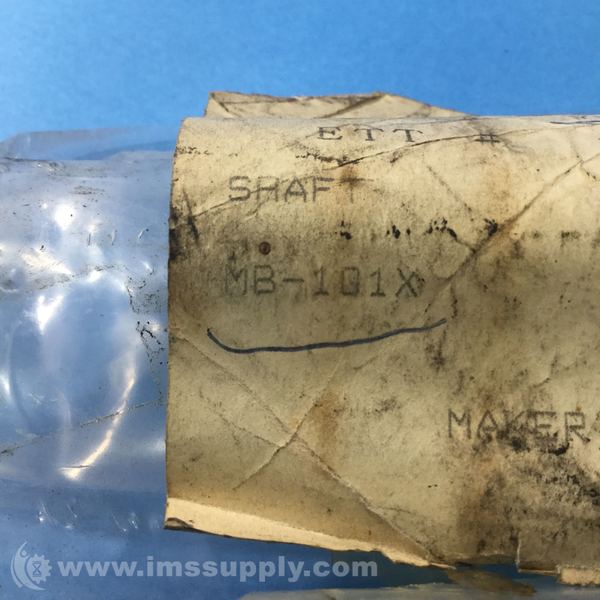 ETT #
SHAFT
MB-101X
MAKER
www.imssupply.com